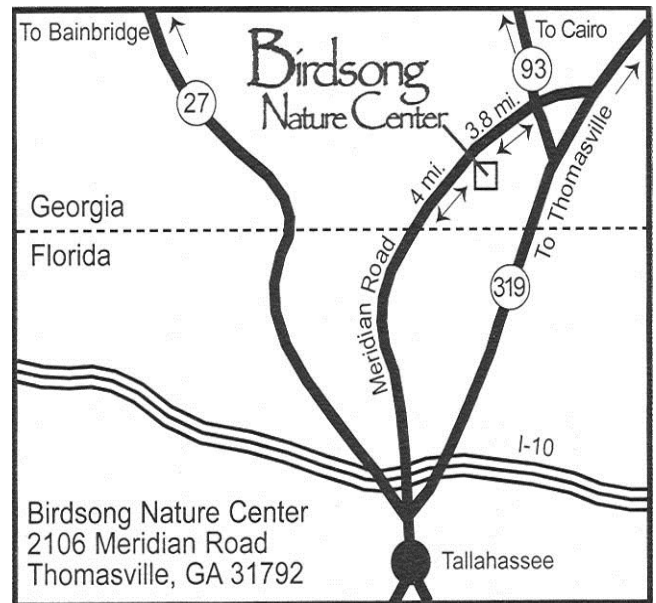 To Bainbridge
To Cairo
Birdsong
Nature Center
27
93
3.8 mi.
4 mi.
To Thomasville
Georgia
Florida
Meridian Road
319
I-10
Birdsong Nature Center
2106 Meridian Road
Thomasville, GA 31792
Tallahassee